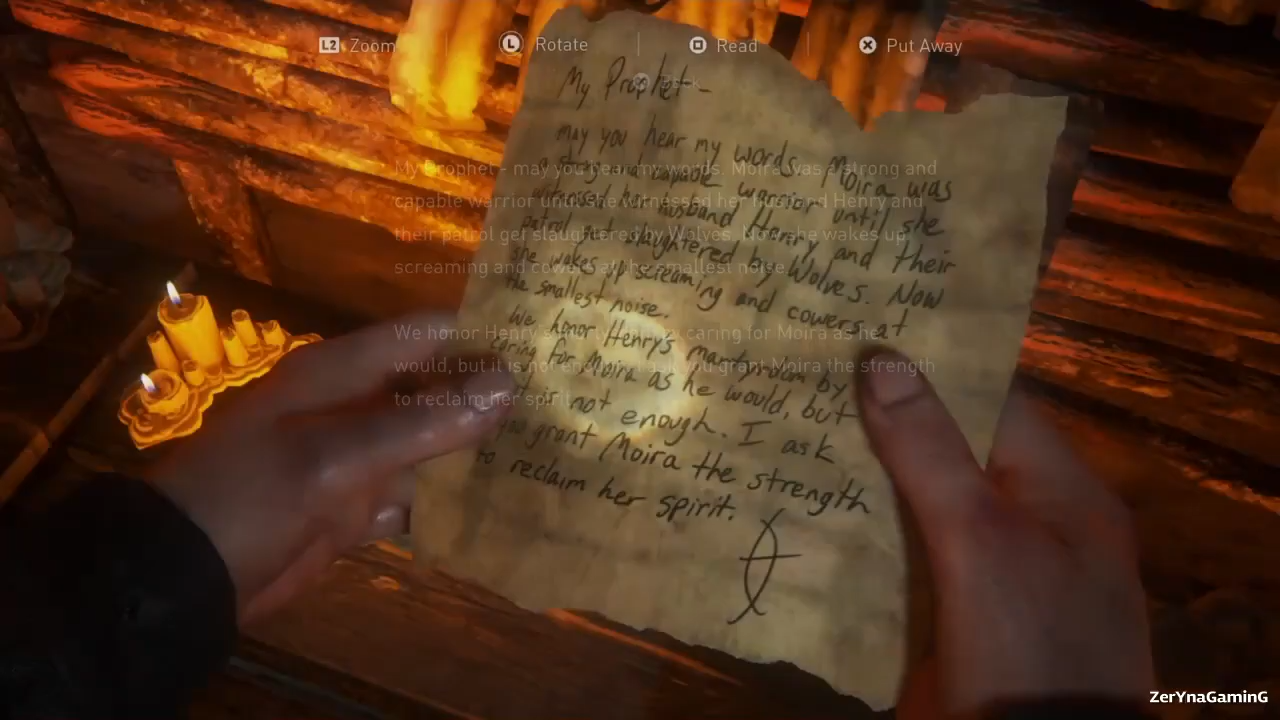 L2 Zoom
L Rotate
Read
Put Away
Back
My Prophet -
may you hear my words. Moira was
a strong and capable warrior until she
witnessed her husband Henry and their
patrol get slaughtered by Wolves. Now
she wakes up screaming and cowers at
the smallest noise.
We honor Henry's martyrdom by
caring for Moira as he would, but
it is not enough. I ask
you grant Moira the strength
to reclaim her spirit.
My Prophet - may you hear my words. Moira was a strong and
capable warrior until she witnessed her husband Henry and
their patrol get slaughtered by Wolves. Now she wakes up
screaming and cowers at the smallest noise.
We honor Henry's martyrdom by caring for Moira as he
would, but it is not enough. I ask you grant Moira the strength
to reclaim her spirit.
ZerYnaGaminG